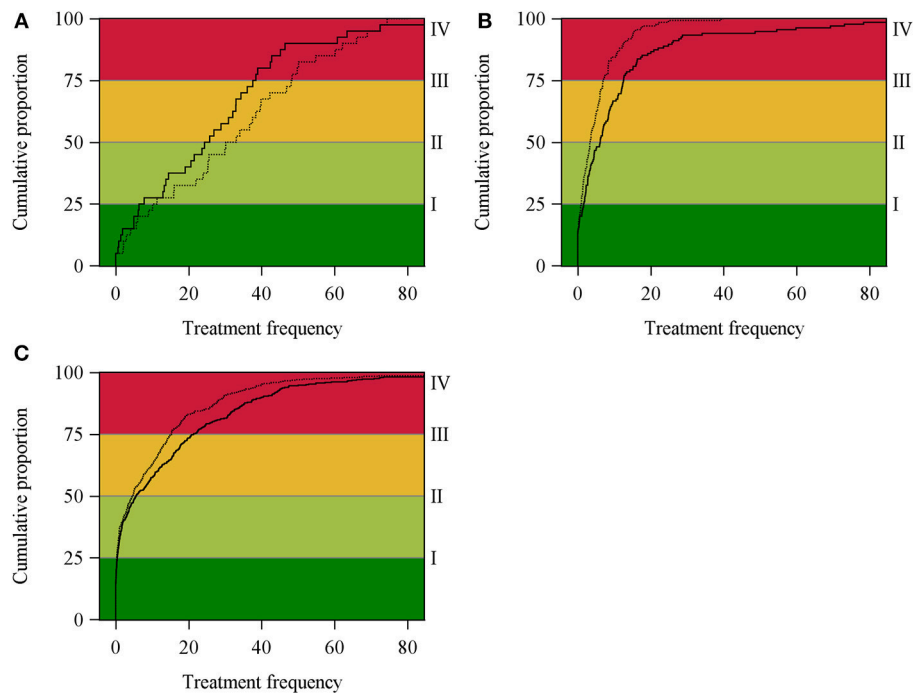 A
100
75
50
25
0
Cumulative proportion
IV
III
II
I
0 20 40 60 80
Treatment frequency
B
100
75
50
25
0
Cumulative proportion
IV
III
II
I
0 20 40 60 80
Treatment frequency
C
100
75
50
25
0
Cumulative proportion
IV
III
II
I
0 20 40 60 80
Treatment frequency